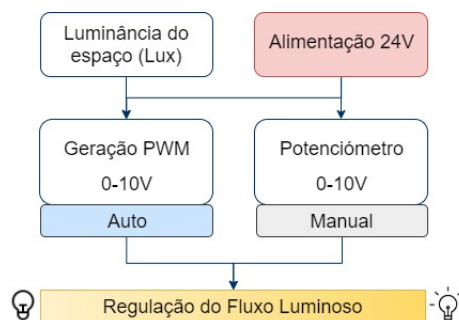 Luminância do
espaço (Lux)
Alimentação 24V
Geração PWM
0-10V
Auto
Potenciómetro
0-10V
Manual
Regulação do Fluxo Luminoso